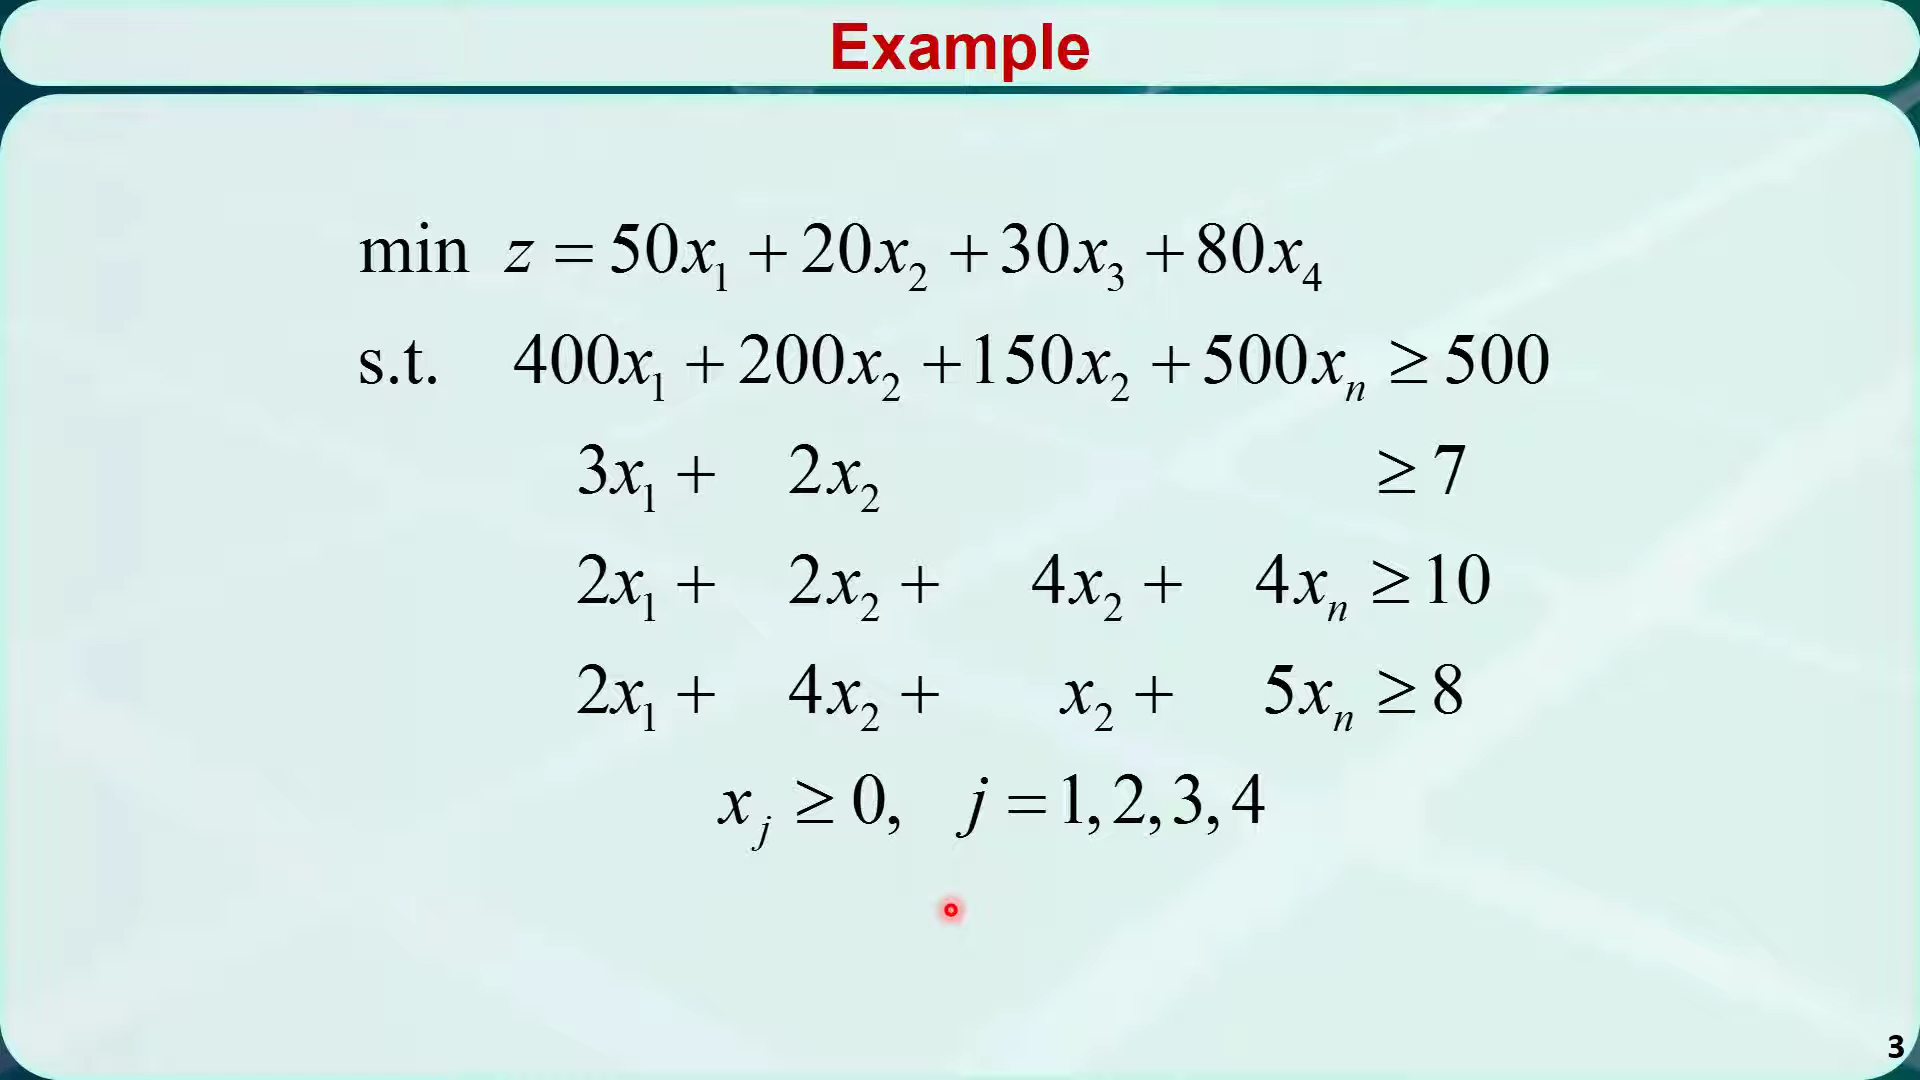 Example
min z = 50x₁ + 20x₂ + 30x₃ + 80x₄
s.t. 400x₁ + 200x₂ + 150x₂ + 500xₙ ≥ 500
3x₁ + 2x₂ ≥ 7
2x₁ + 2x₂ + 4x₂ + 4xₙ ≥ 10
2x₁ + 4x₂ + x₂ + 5xₙ ≥ 8
xⱼ ≥ 0, j = 1, 2, 3, 4
3